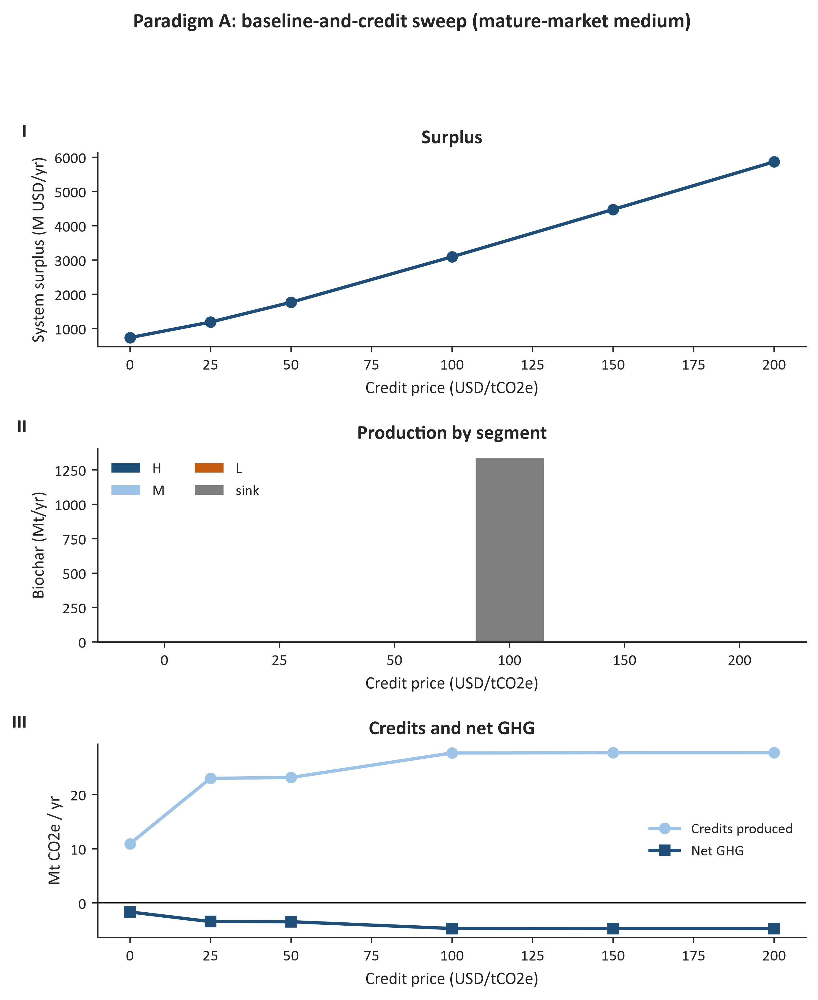 Paradigm A: baseline-and-credit sweep (mature-market medium)
I
Surplus
System surplus (M USD/yr)
6000
5000
4000
3000
2000
1000
0 25 50 75 100 125 150 175 200
Credit price (USD/tCO2e)
II
Production by segment
Biochar (Mt/yr)
H L
M sink
1250
1000
750
500
250
0
0 25 50 100 150 200
Credit price (USD/tCO2e)
III
Credits and net GHG
Mt CO2e / yr
20
10
0
Credits produced
Net GHG
0 25 50 75 100 125 150 175 200
Credit price (USD/tCO2e)